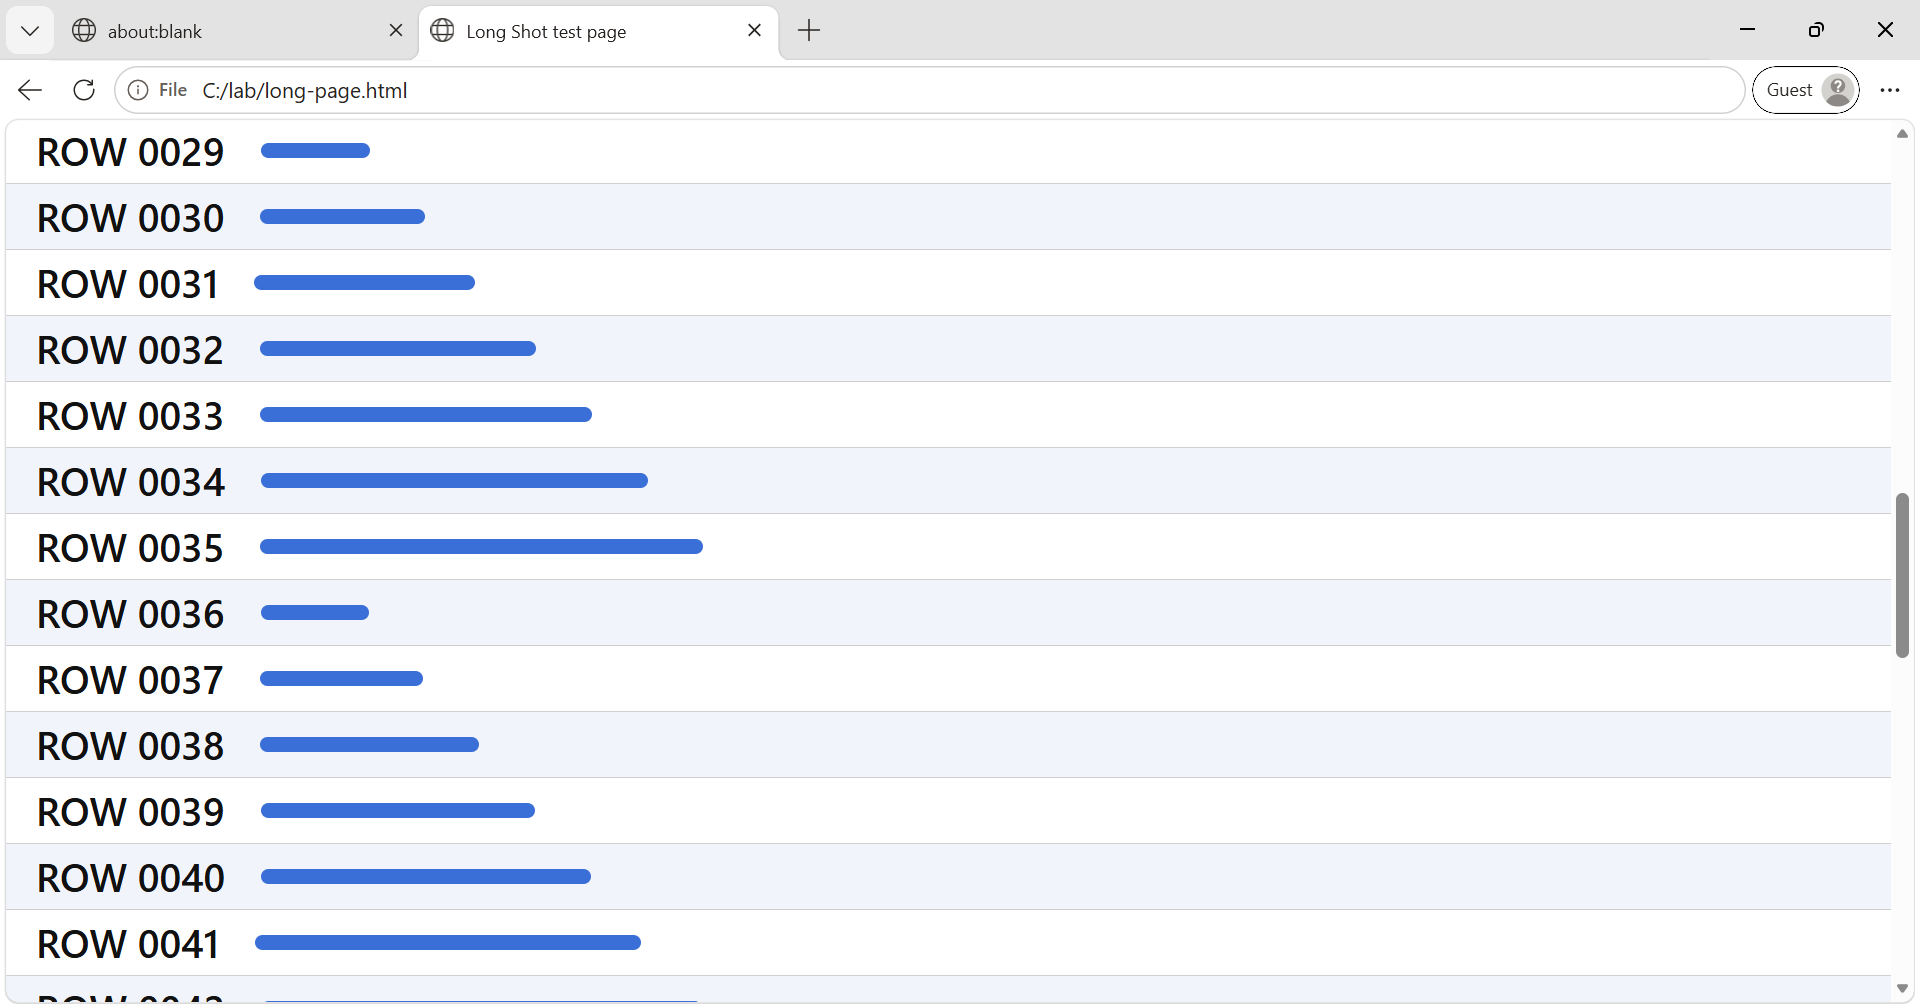 about:blank
Long Shot test page
File C:/lab/long-page.html
Guest
ROW 0029
ROW 0030
ROW 0031
ROW 0032
ROW 0033
ROW 0034
ROW 0035
ROW 0036
ROW 0037
ROW 0038
ROW 0039
ROW 0040
ROW 0041